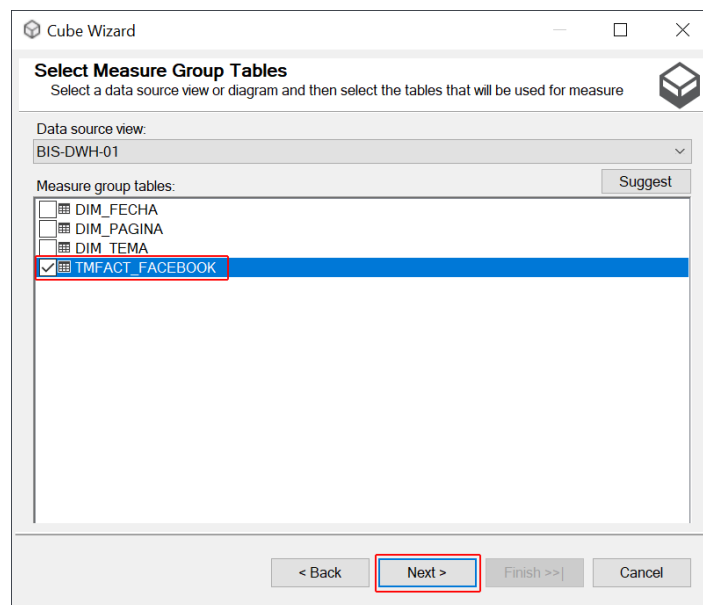 Cube Wizard
Select Measure Group Tables
Select a data source view or diagram and then select the tables that will be used for measure
Data source view:
BIS-DWH-01
Measure group tables:
Suggest
DIM_FECHA
DIM_PAGINA
DIM_TEMA
TMFACT_FACEBOOK
< Back
Next >
Finish >>|
Cancel